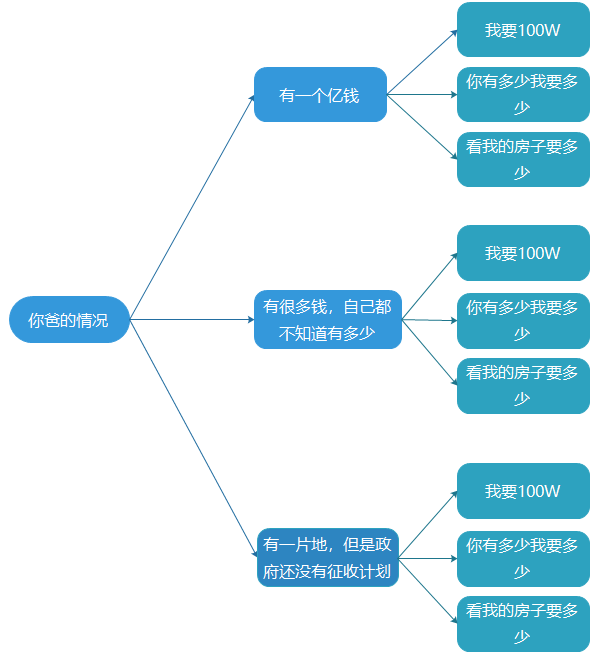 你爸的情况
有一个亿钱
我要100W
你有多少我要多
少
看我的房子要多
少
有很多钱，自己都
不知道有多少
我要100W
你有多少我要多
少
看我的房子要多
少
有一片地，但是政
府还没有征收计划
我要100W
你有多少我要多
少
看我的房子要多
少